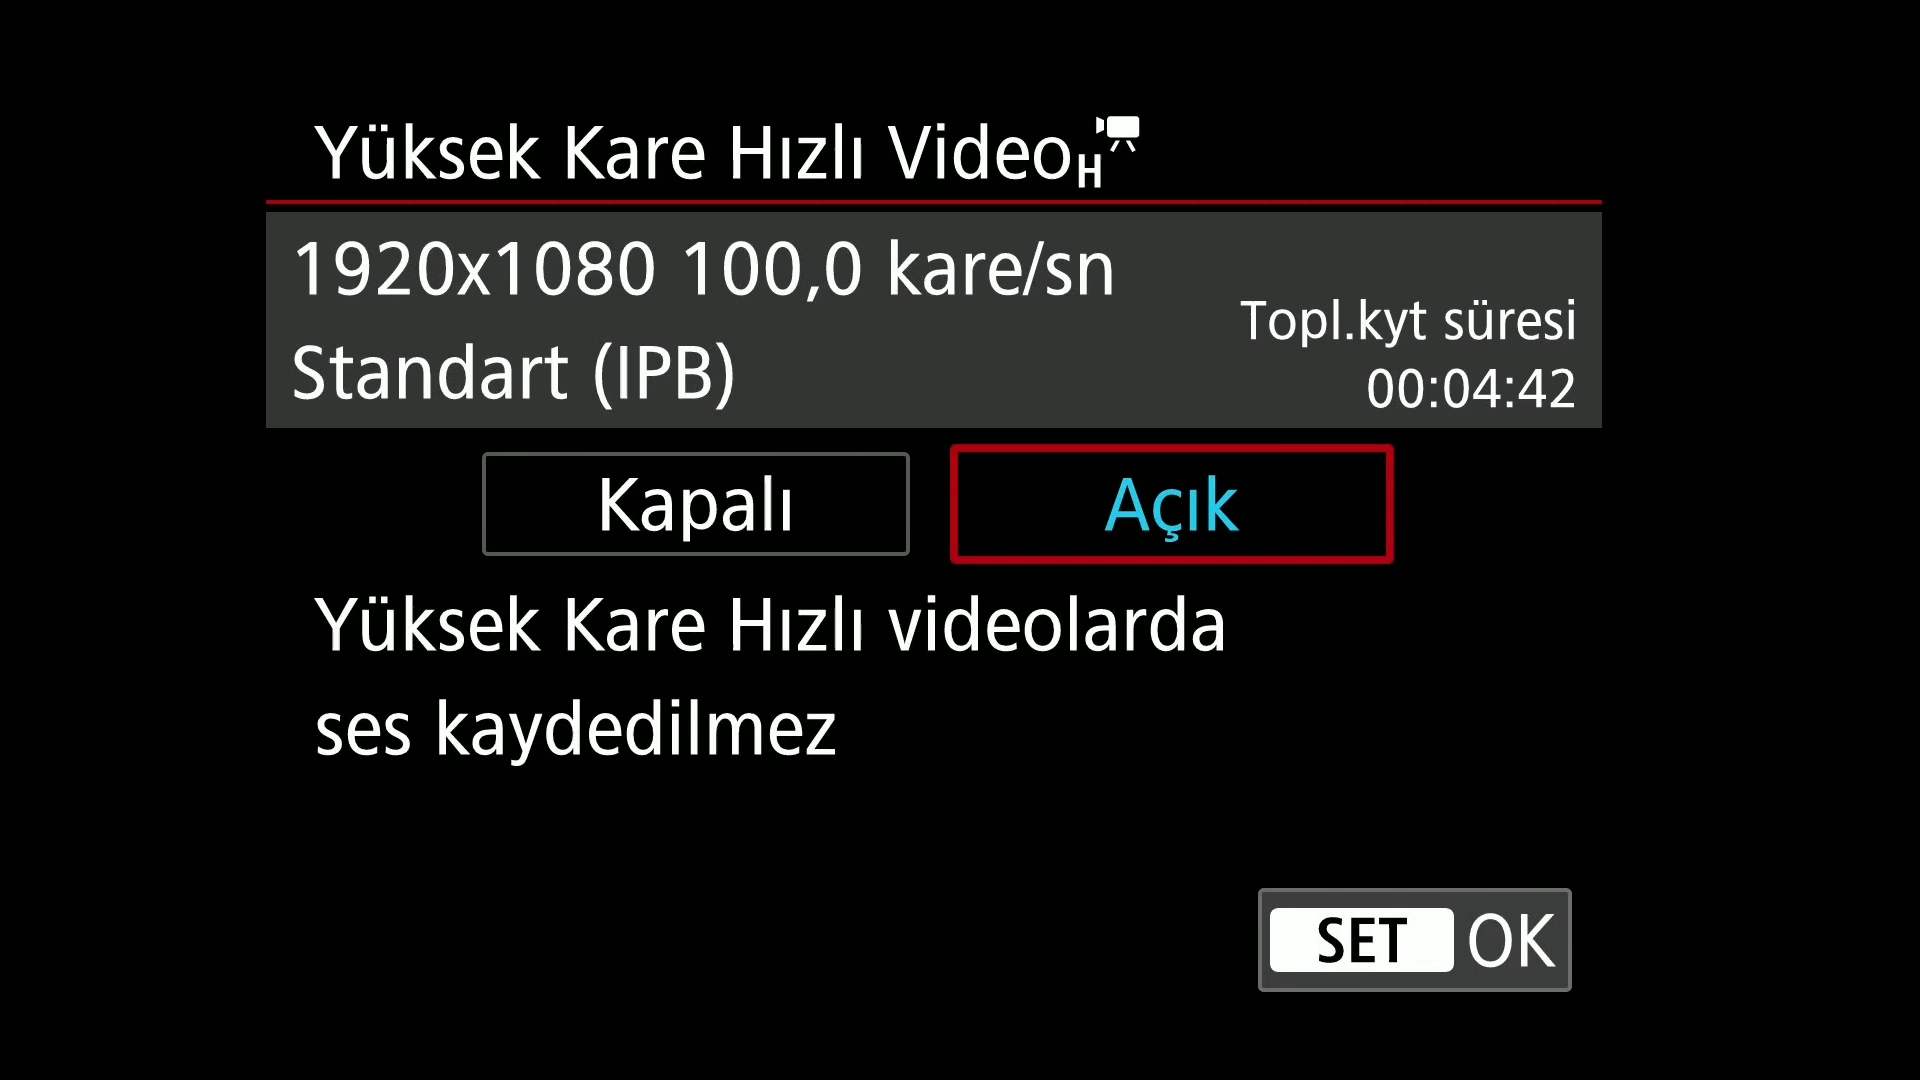 Yüksek Kare Hızlı Video H
1920x1080 100,0 kare/sn
Topl.kyt süresi
Standart (IPB)
00:04:42
Kapalı Açık
Yüksek Kare Hızlı videolarda
ses kaydedilmez
SET OK